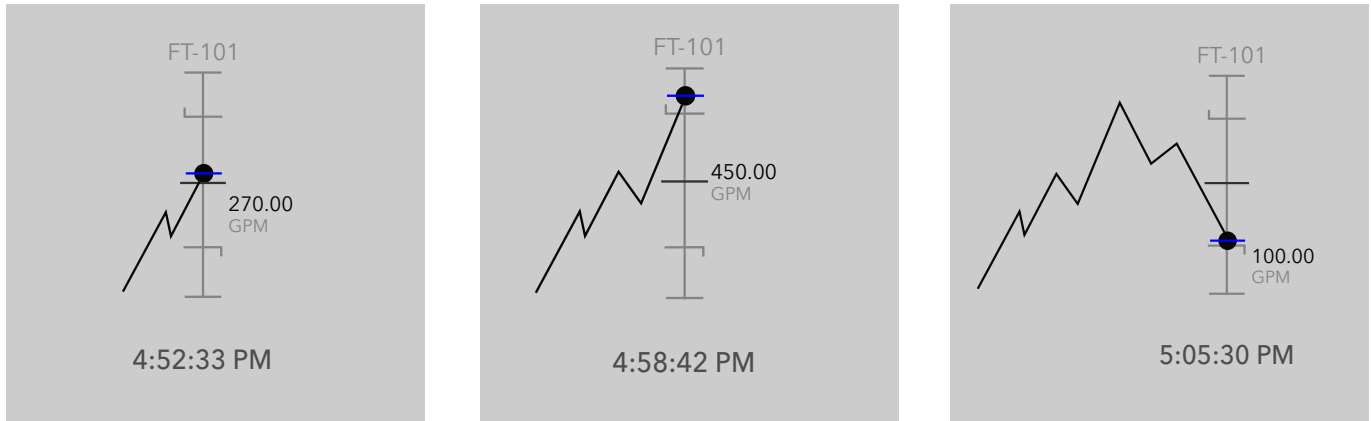 FT-101
270.00
GPM
4:52:33 PM
FT-101
450.00
GPM
4:58:42 PM
FT-101
100.00
GPM
5:05:30 PM